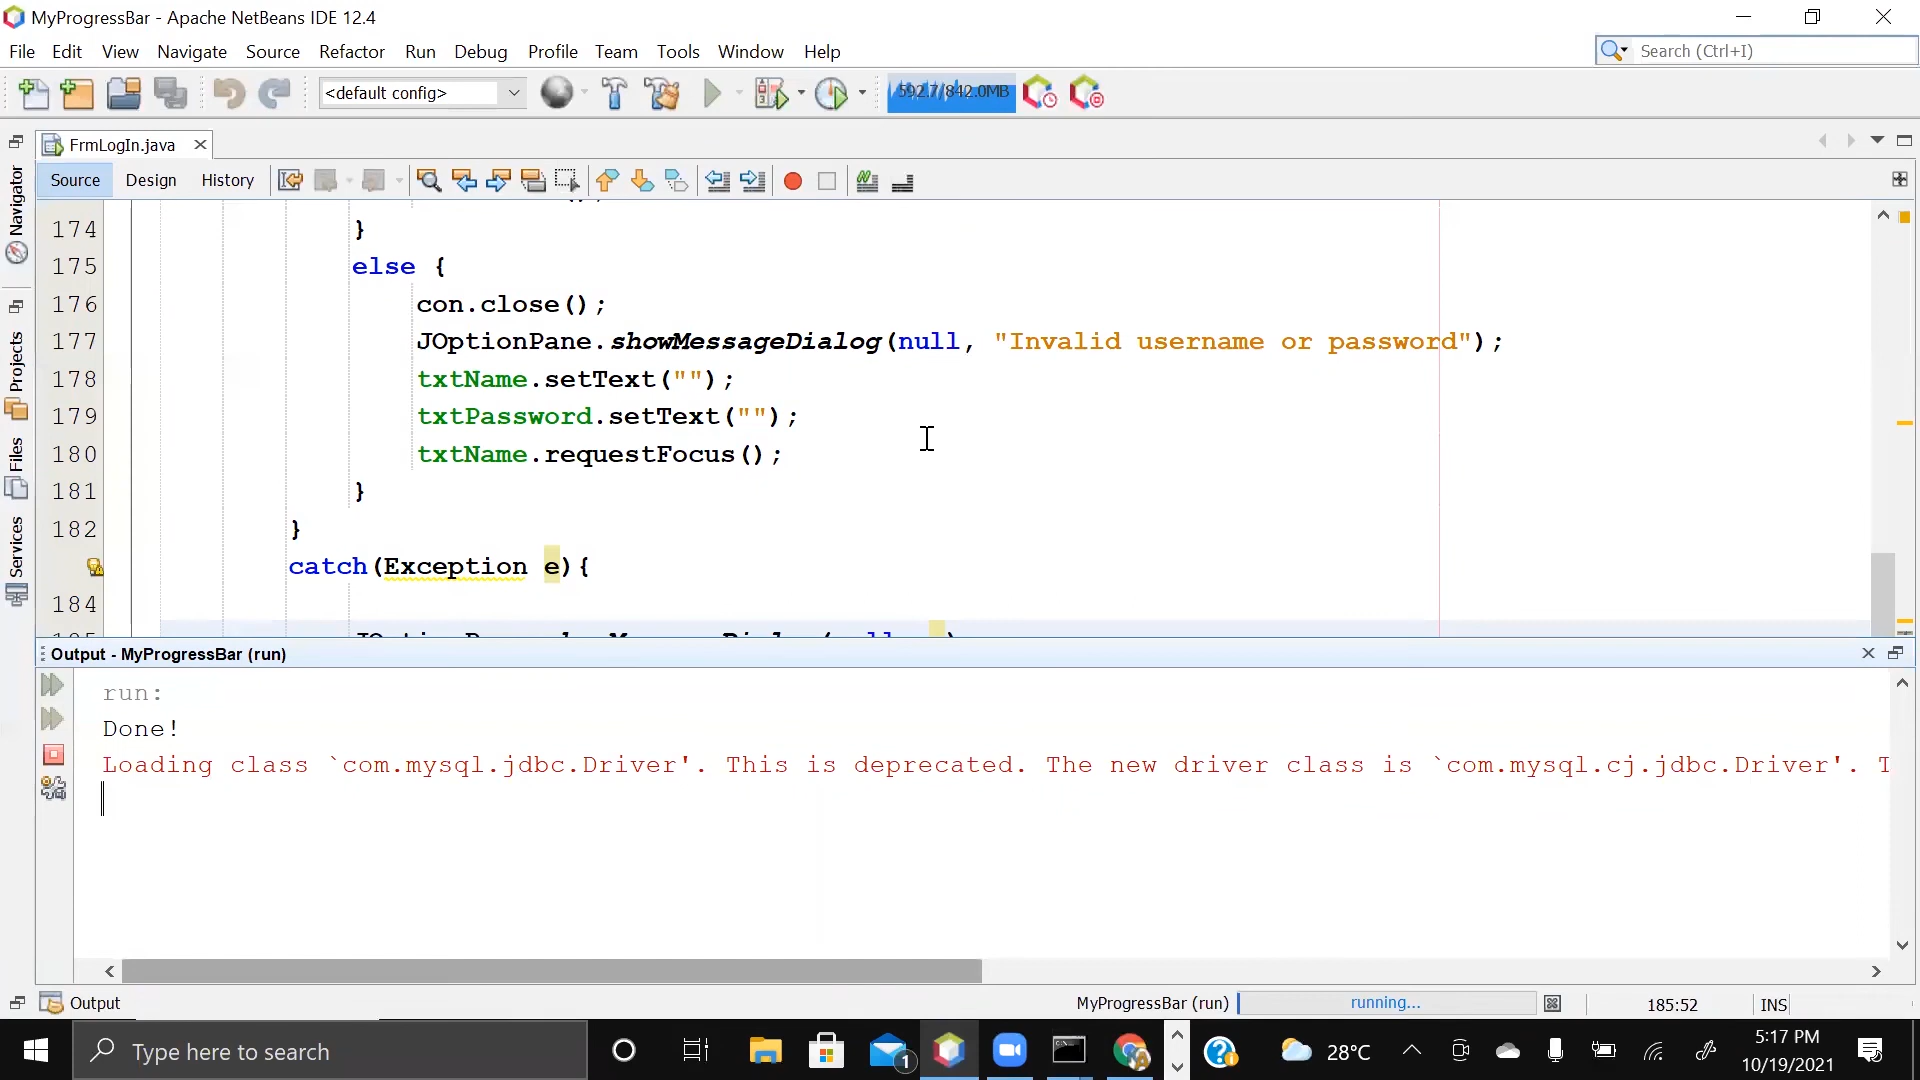 MyProgressBar - Apache NetBeans IDE 12.4
File Edit View Navigate Source Refactor Run Debug Profile Team Tools Window Help
Search (Ctrl+I)
<default config>
592.7/842.0MB
FrmLogIn.java
Source Design History
Navigator
Projects
Files
Services
174 }
175 else {
176 con.close();
177 JOptionPane.showMessageDialog(null, "Invalid username or password");
178 txtName.setText("");
179 txtPassword.setText("");
180 txtName.requestFocus();
181 }
182 }
catch(Exception e){
184
Output - MyProgressBar (run)
run:
Done!
Loading class `com.mysql.jdbc.Driver'. This is deprecated. The new driver class is `com.mysql.cj.jdbc.Driver'. T
Output
MyProgressBar (run) running... 185:52 INS
Type here to search
1
28°C
5:17 PM
10/19/2021